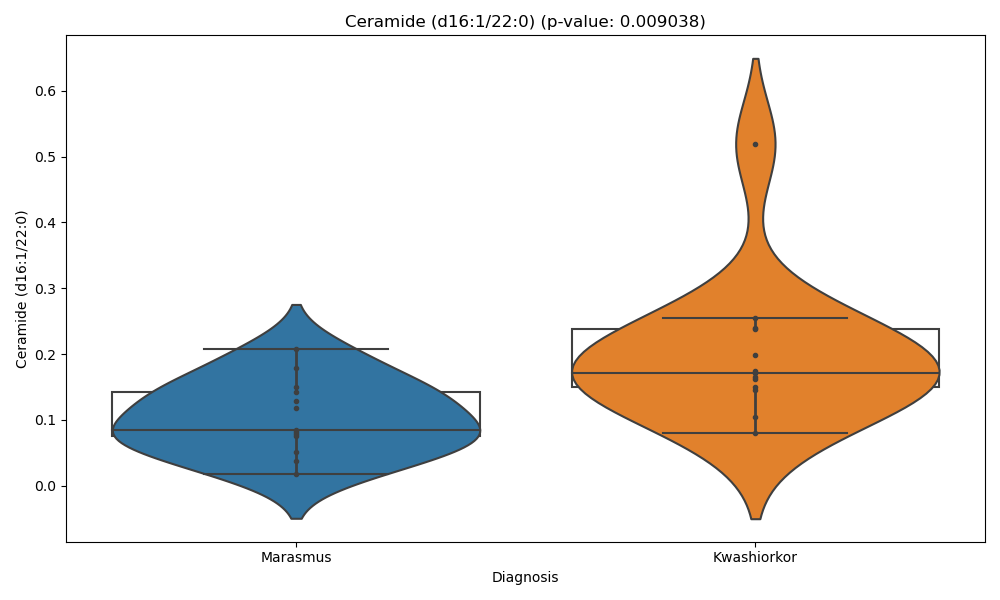 Ceramide (d16:1/22:0) (p-value: 0.009038)
Ceramide (d16:1/22:0)
0.6
0.5
0.4
0.3
0.2
0.1
0.0
Marasmus Kwashiorkor
Diagnosis